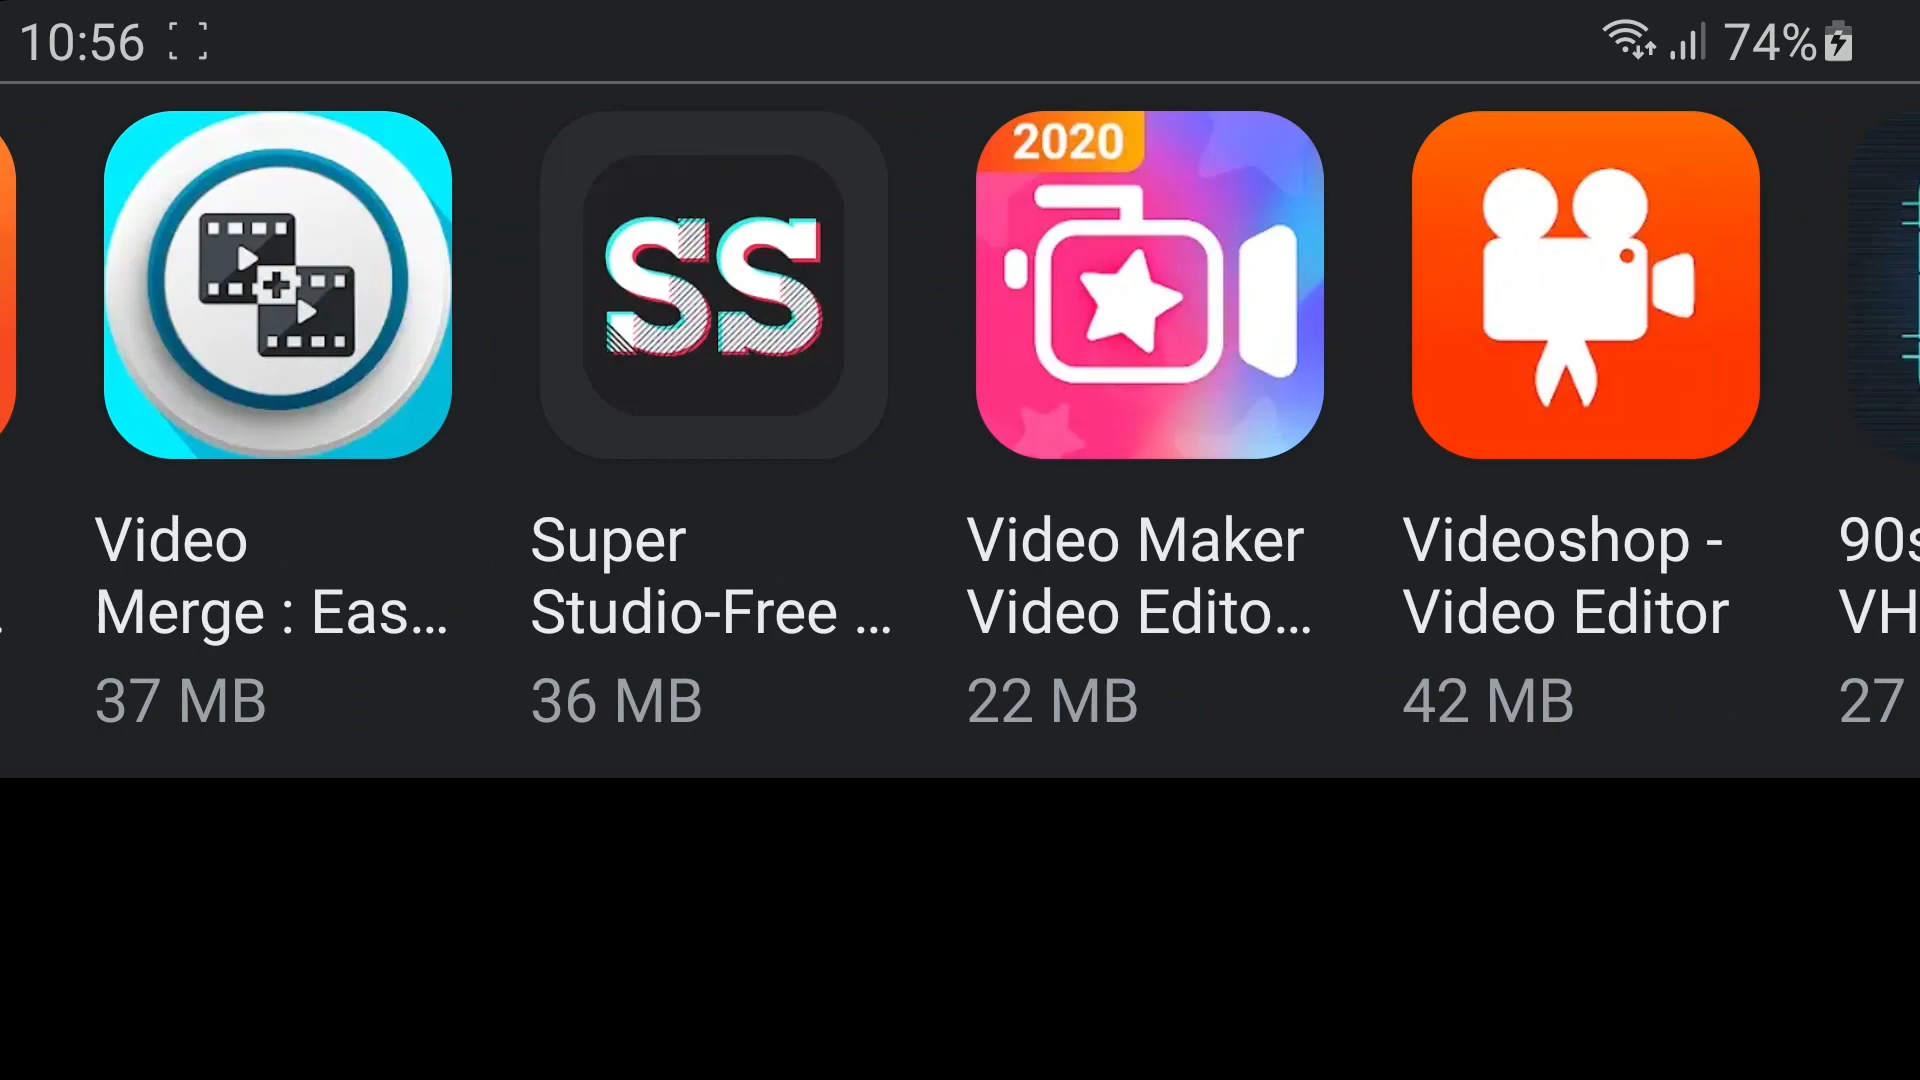 10:56 74%
2020
SS
Video
Merge : Eas...
37 MB
Super
Studio-Free ...
36 MB
Video Maker
Video Edito...
22 MB
Videoshop -
Video Editor
42 MB
90s
VH
27